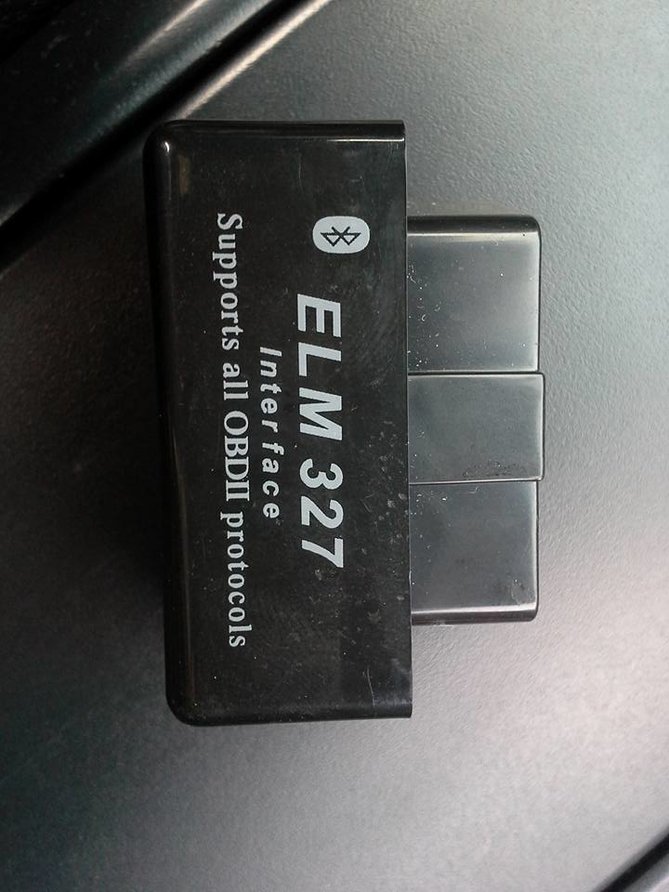 ELM 327
Interface
Supports all OBDII protocols